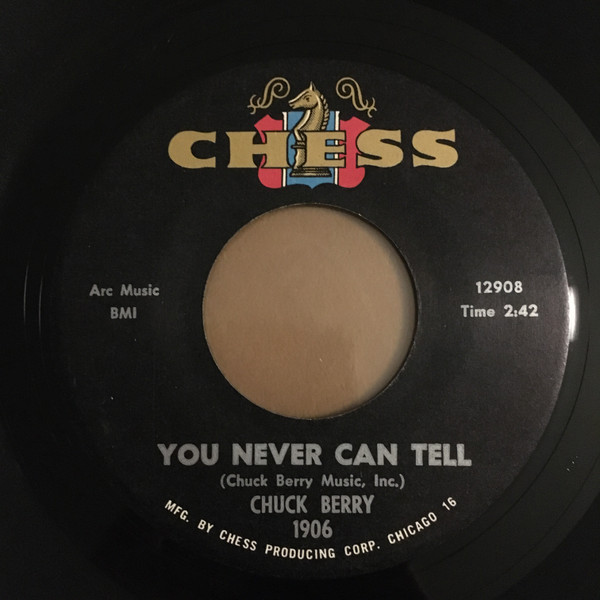 CHESS
Arc Music
BMI
12908
Time 2:42
YOU NEVER CAN TELL
(Chuck Berry Music, Inc.)
CHUCK BERRY
1906
MFG. BY CHESS PRODUCING CORP. CHICAGO 16